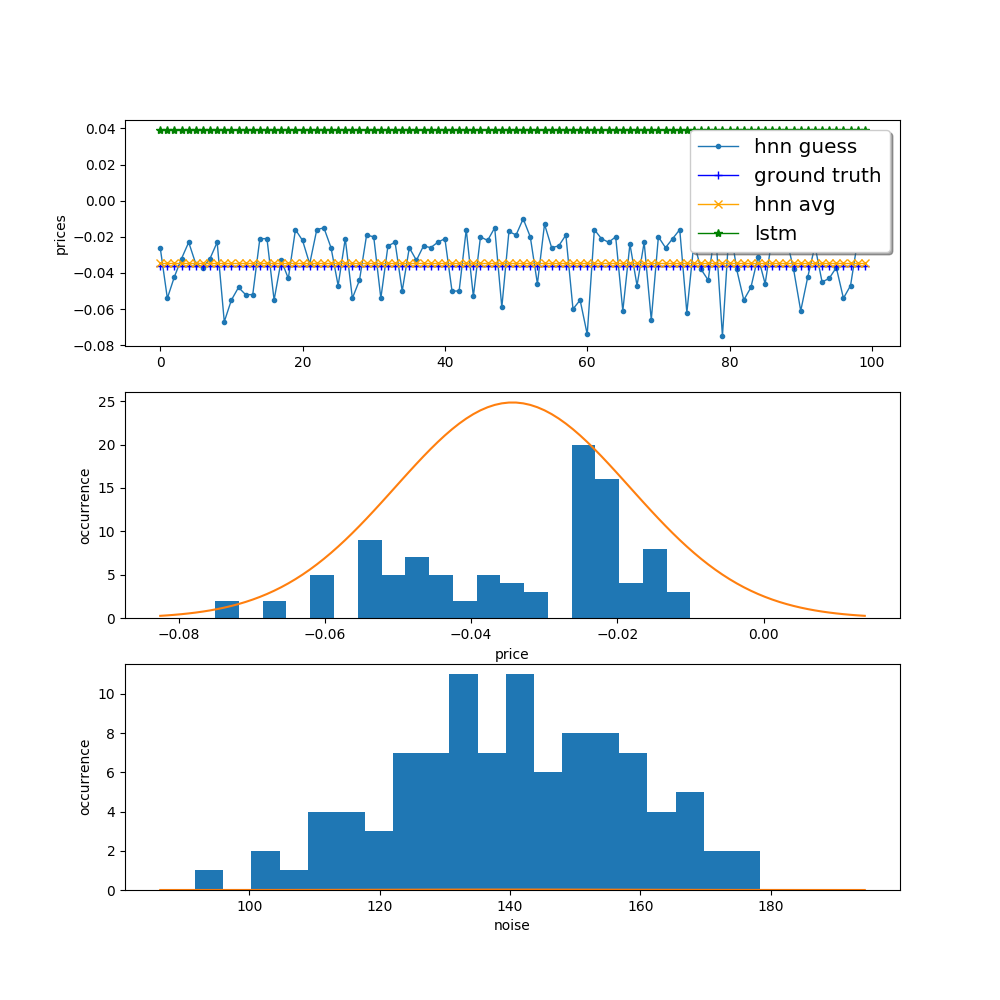 0.04
0.02
0.00
−0.02
−0.04
−0.06
−0.08
prices
hnn guess
ground truth
hnn avg
lstm
0 20 40 60 80 100
25
20
15
10
5
0
occurrence
−0.08 −0.06 −0.04 −0.02 0.00
price
10
8
6
4
2
0
occurrence
100 120 140 160 180
noise